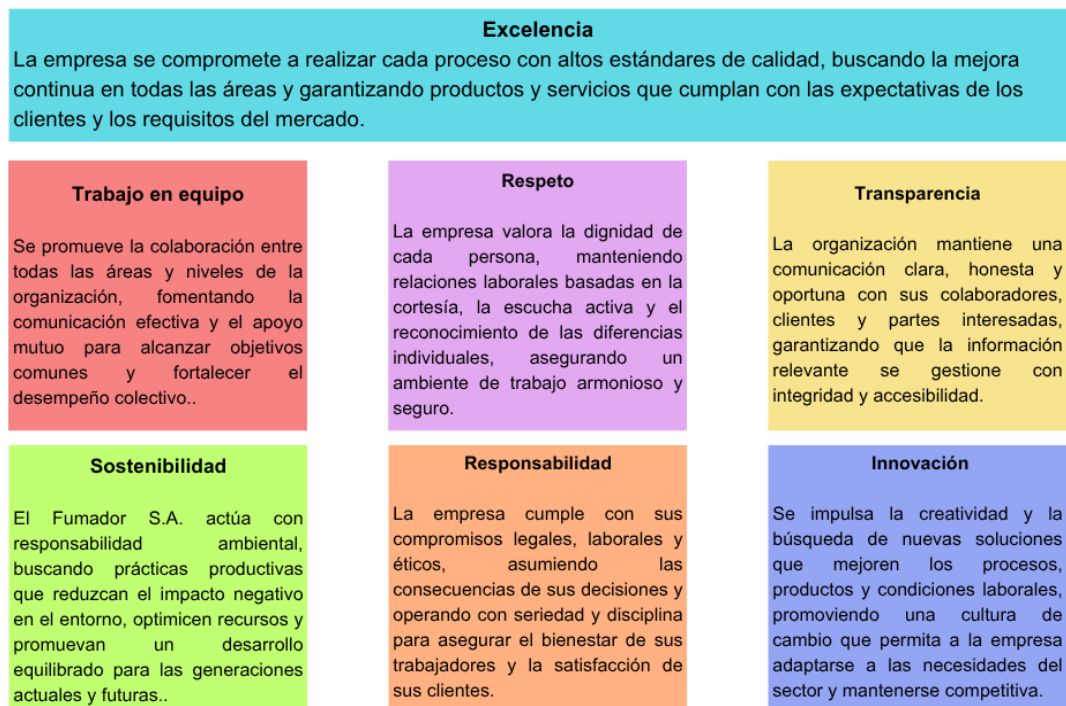 Excelencia
La empresa se compromete a realizar cada proceso con altos estándares de calidad, buscando la mejora
continua en todas las áreas y garantizando productos y servicios que cumplan con las expectativas de los
clientes y los requisitos del mercado.
Trabajo en equipo
Se promueve la colaboración entre
todas las áreas y niveles de la
organización, fomentando la
comunicación efectiva y el apoyo
mutuo para alcanzar objetivos
comunes y fortalecer el
desempeño colectivo..
Respeto
La empresa valora la dignidad de
cada persona, manteniendo
relaciones laborales basadas en la
cortesía, la escucha activa y el
reconocimiento de las diferencias
individuales, asegurando un
ambiente de trabajo armonioso y
seguro.
Transparencia
La organización mantiene una
comunicación clara, honesta y
oportuna con sus colaboradores,
clientes y partes interesadas,
garantizando que la información
relevante se gestione con
integridad y accesibilidad.
Sostenibilidad
El Fumador S.A. actúa con
responsabilidad ambiental,
buscando prácticas productivas
que reduzcan el impacto negativo
en el entorno, optimicen recursos y
promuevan un desarrollo
equilibrado para las generaciones
actuales y futuras..
Responsabilidad
La empresa cumple con sus
compromisos legales, laborales y
éticos, asumiendo las
consecuencias de sus decisiones y
operando con seriedad y disciplina
para asegurar el bienestar de sus
trabajadores y la satisfacción de
sus clientes.
Innovación
Se impulsa la creatividad y la
búsqueda de nuevas soluciones
que mejoren los procesos,
productos y condiciones laborales,
promoviendo una cultura de
cambio que permita a la empresa
adaptarse a las necesidades del
sector y mantenerse competitiva.